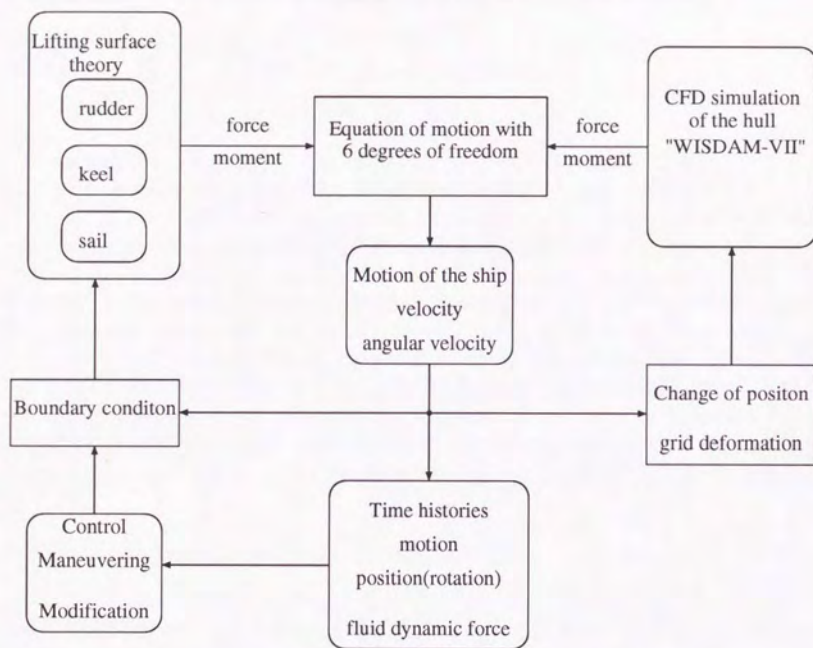 Lifting surface
theory
rudder
keel
sail
force
moment
Equation of motion with
6 degrees of freedom
force
moment
CFD simulation
of the hull
"WISDAM-VII"
Motion of the ship
velocity
angular velocity
Boundary conditon
Change of positon
grid deformation
Control
Maneuvering
Modification
Time histories
motion
position(rotation)
fluid dynamic force